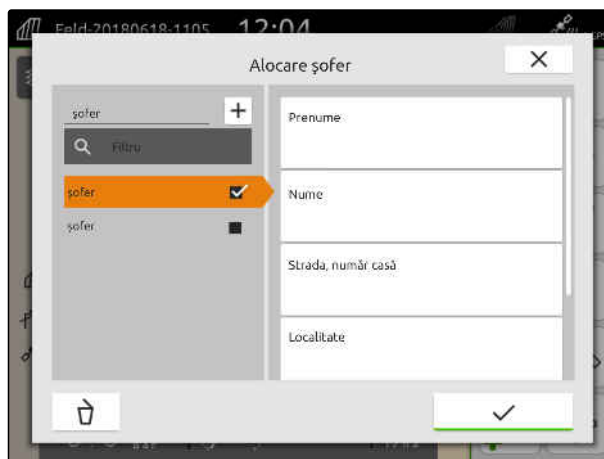 Feld-20180618-1105 12:04
Alocare şofer
şofer
Filtru
şofer
şofer
Prenume
Nume
Strada, număr casă
Localitate